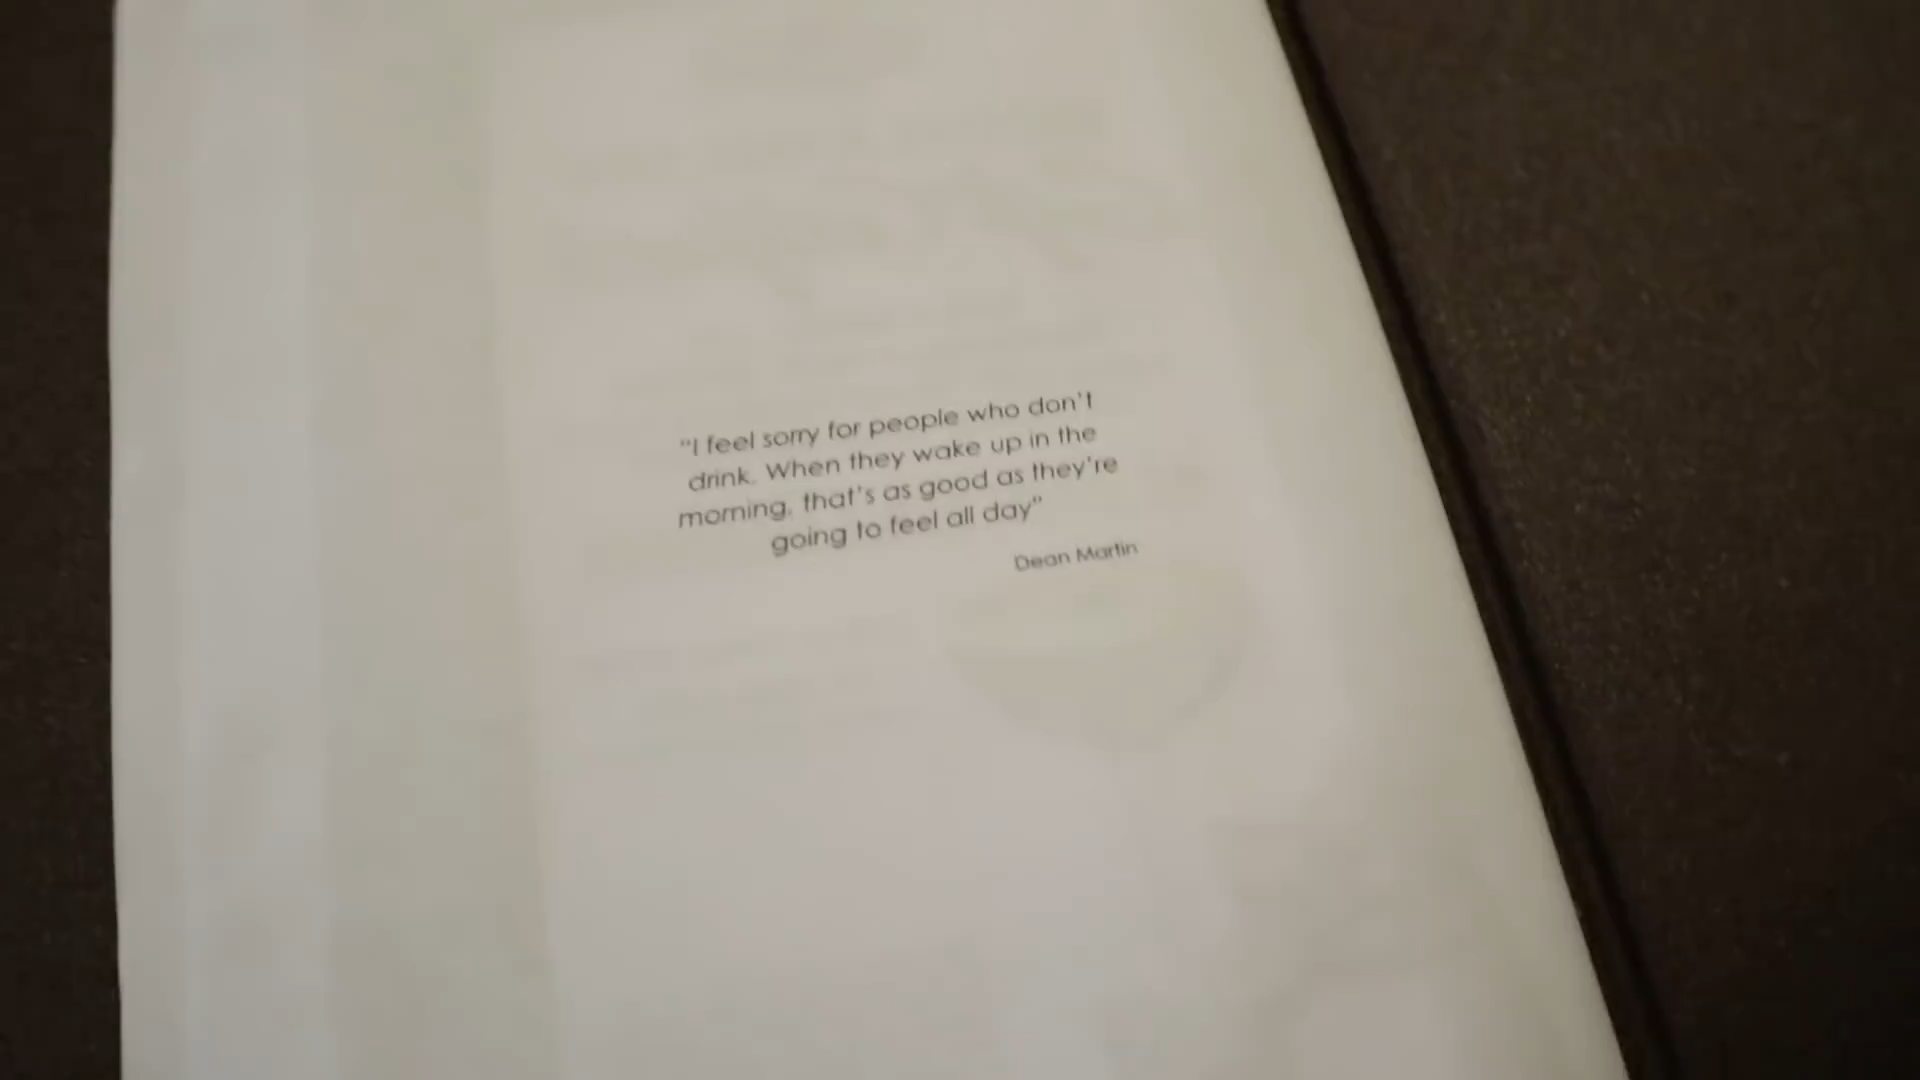 “I feel sorry for people who don't
drink. When they wake up in the
morning, that's as good as they're
going to feel all day”
Dean Martin